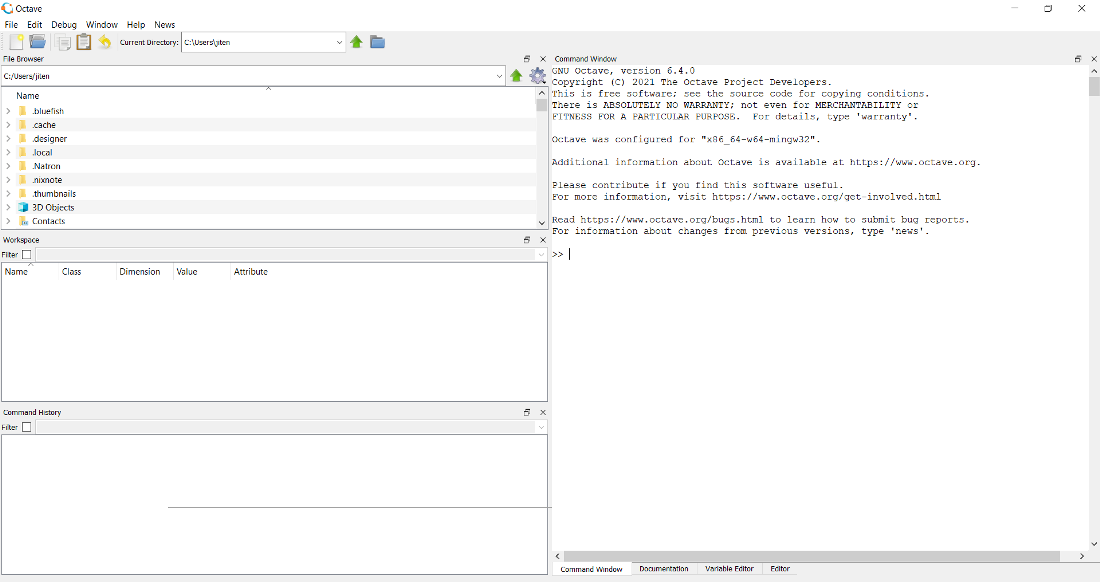 Octave
File Edit Debug Window Help News
Current Directory: C:\Users\jiten
File Browser
C:/Users/jiten
Name
.bluefish
.cache
.designer
.local
.Natron
.nixnote
.thumbnails
3D Objects
Contacts
Workspace
Filter
Name Class Dimension Value Attribute
Command History
Filter
Command Window
GNU Octave, version 6.4.0
Copyright (C) 2021 The Octave Project Developers.
This is free software; see the source code for copying conditions.
There is ABSOLUTELY NO WARRANTY; not even for MERCHANTABILITY or
FITNESS FOR A PARTICULAR PURPOSE.  For details, type 'warranty'.
Octave was configured for "x86_64-w64-mingw32".
Additional information about Octave is available at https://www.octave.org.
Please contribute if you find this software useful.
For more information, visit https://www.octave.org/get-involved.html
Read https://www.octave.org/bugs.html to learn how to submit bug reports.
For information about changes from previous versions, type 'news'.
>>
Command Window Documentation Variable Editor Editor